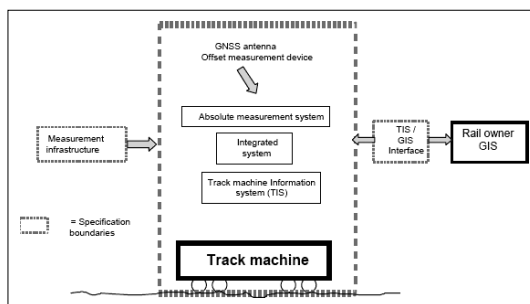 GNSS antenna
Offset measurement device
Absolute measurement system
Integrated
system
Track machine Information
system (TIS)
Measurement
infrastructure
TIS /
GIS
Interface
Rail owner
GIS
= Specification
boundaries
Track machine